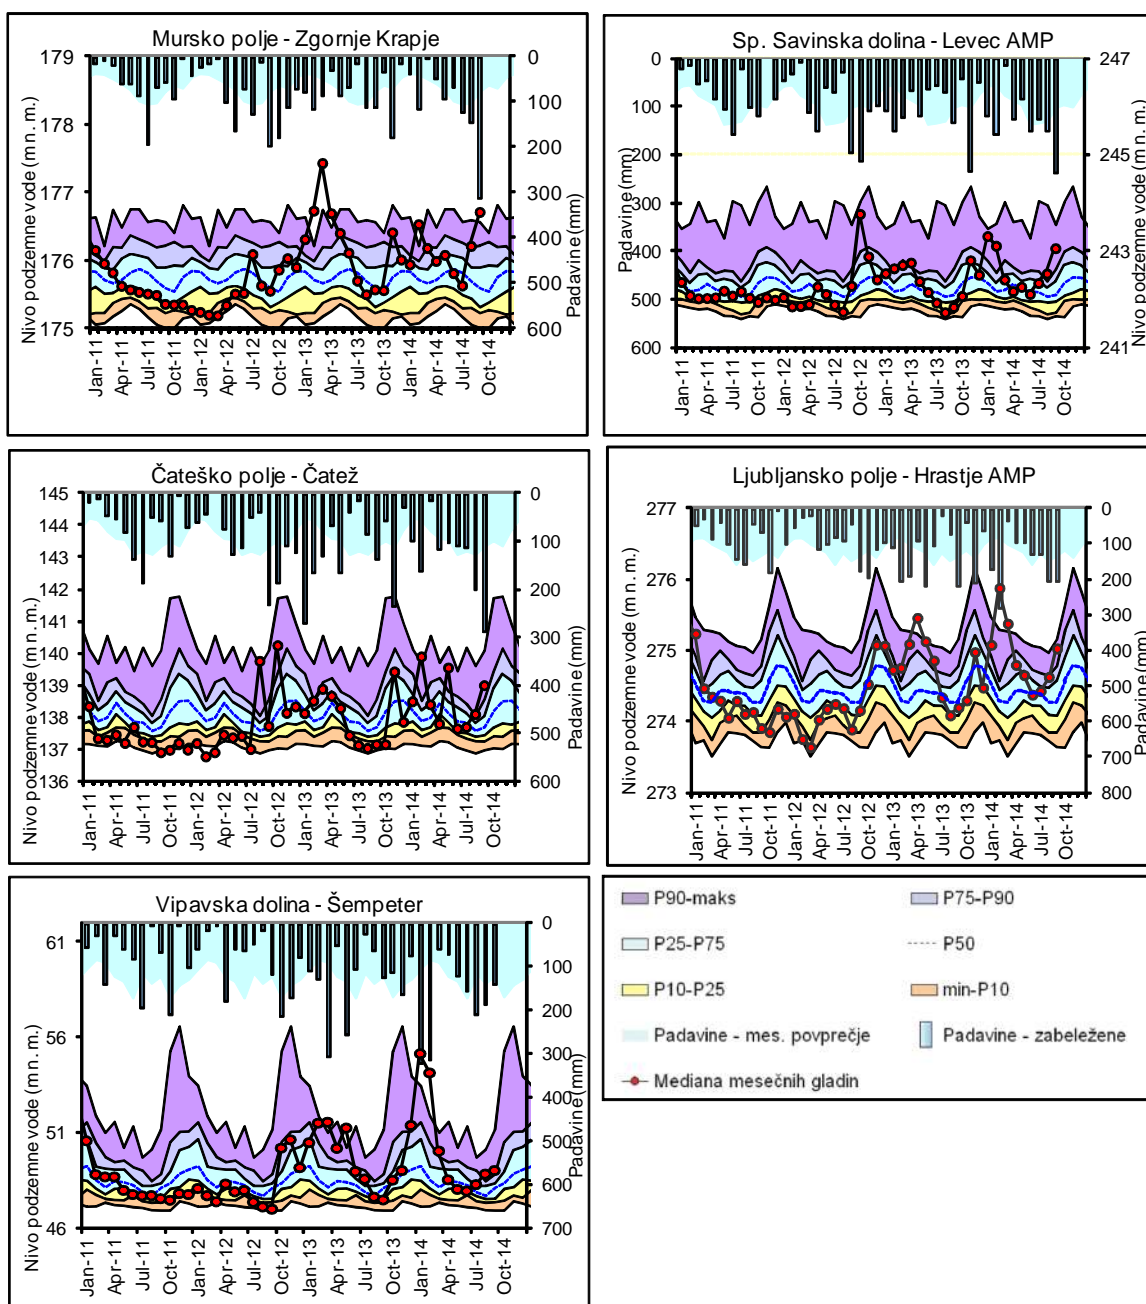 Mursko polje - Zgornje Krapje
Nivo podzemne vode (m n. m.)
179
178
177
176
175
0
100
200
300
400
500
600
Padavine (mm)
Jan-11
Apr-11
Jul-11
Oct-11
Jan-12
Apr-12
Jul-12
Oct-12
Jan-13
Apr-13
Jul-13
Oct-13
Jan-14
Apr-14
Jul-14
Oct-14
Sp. Savinska dolina - Levec AMP
Padavine (mm)
0
100
200
300
400
500
600
247
245
243
241
Nivo podzemne vode (m n. m.)
Jan-11
Apr-11
Jul-11
Oct-11
Jan-12
Apr-12
Jul-12
Oct-12
Jan-13
Apr-13
Jul-13
Oct-13
Jan-14
Apr-14
Jul-14
Oct-14
Čateško polje - Čatež
Nivo podzemne vode (m n. m.)
145
144
143
142
141
140
139
138
137
136
0
100
200
300
400
500
600
Padavine (mm)
Jan-11
Apr-11
Jul-11
Oct-11
Jan-12
Apr-12
Jul-12
Oct-12
Jan-13
Apr-13
Jul-13
Oct-13
Jan-14
Apr-14
Jul-14
Oct-14
Ljubljansko polje - Hrastje AMP
Nivo podzemne vode (m n. m.)
277
276
275
274
273
0
100
200
300
400
500
600
700
800
Padavine (mm)
Jan-11
Apr-11
Jul-11
Oct-11
Jan-12
Apr-12
Jul-12
Oct-12
Jan-13
Apr-13
Jul-13
Oct-13
Jan-14
Apr-14
Jul-14
Oct-14
Vipavska dolina - Šempeter
Nivo podzemne vode (m n. m.)
61
56
51
46
0
100
200
300
400
500
600
700
Padavine (mm)
Jan-11
Apr-11
Jul-11
Oct-11
Jan-12
Apr-12
Jul-12
Oct-12
Jan-13
Apr-13
Jul-13
Oct-13
Jan-14
Apr-14
Jul-14
Oct-14
P90-maks
P75-P90
P25-P75
P50
P10-P25
min-P10
Padavine - mes. povprečje
Padavine - zabeležene
Mediana mesečnih gladin